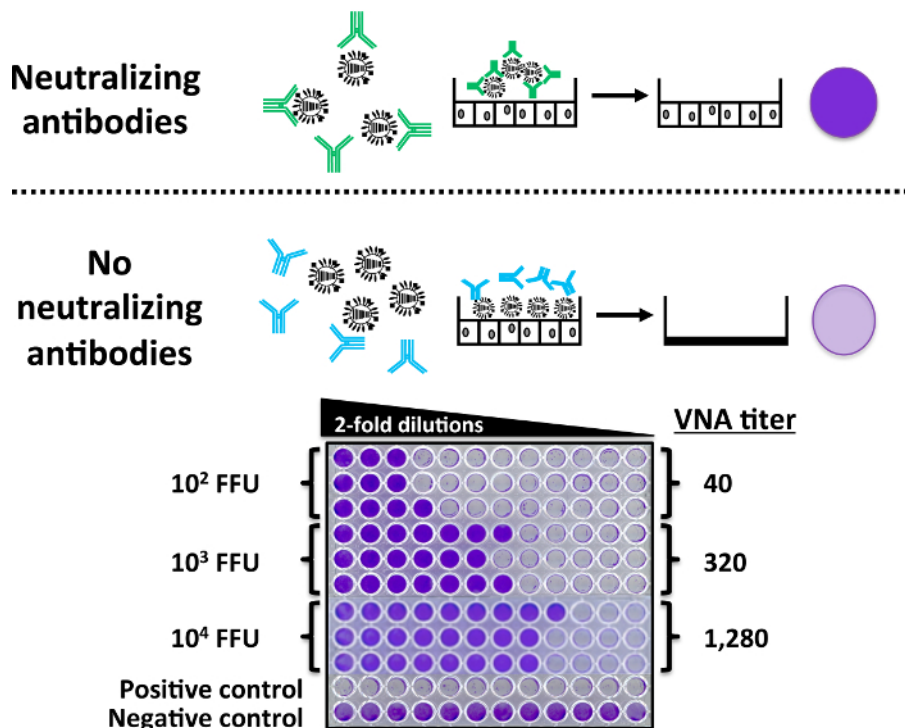 Neutralizing
antibodies
No
neutralizing
antibodies
2-fold dilutions
VNA titer
10² FFU
40
10³ FFU
320
10⁴ FFU
1,280
Positive control
Negative control